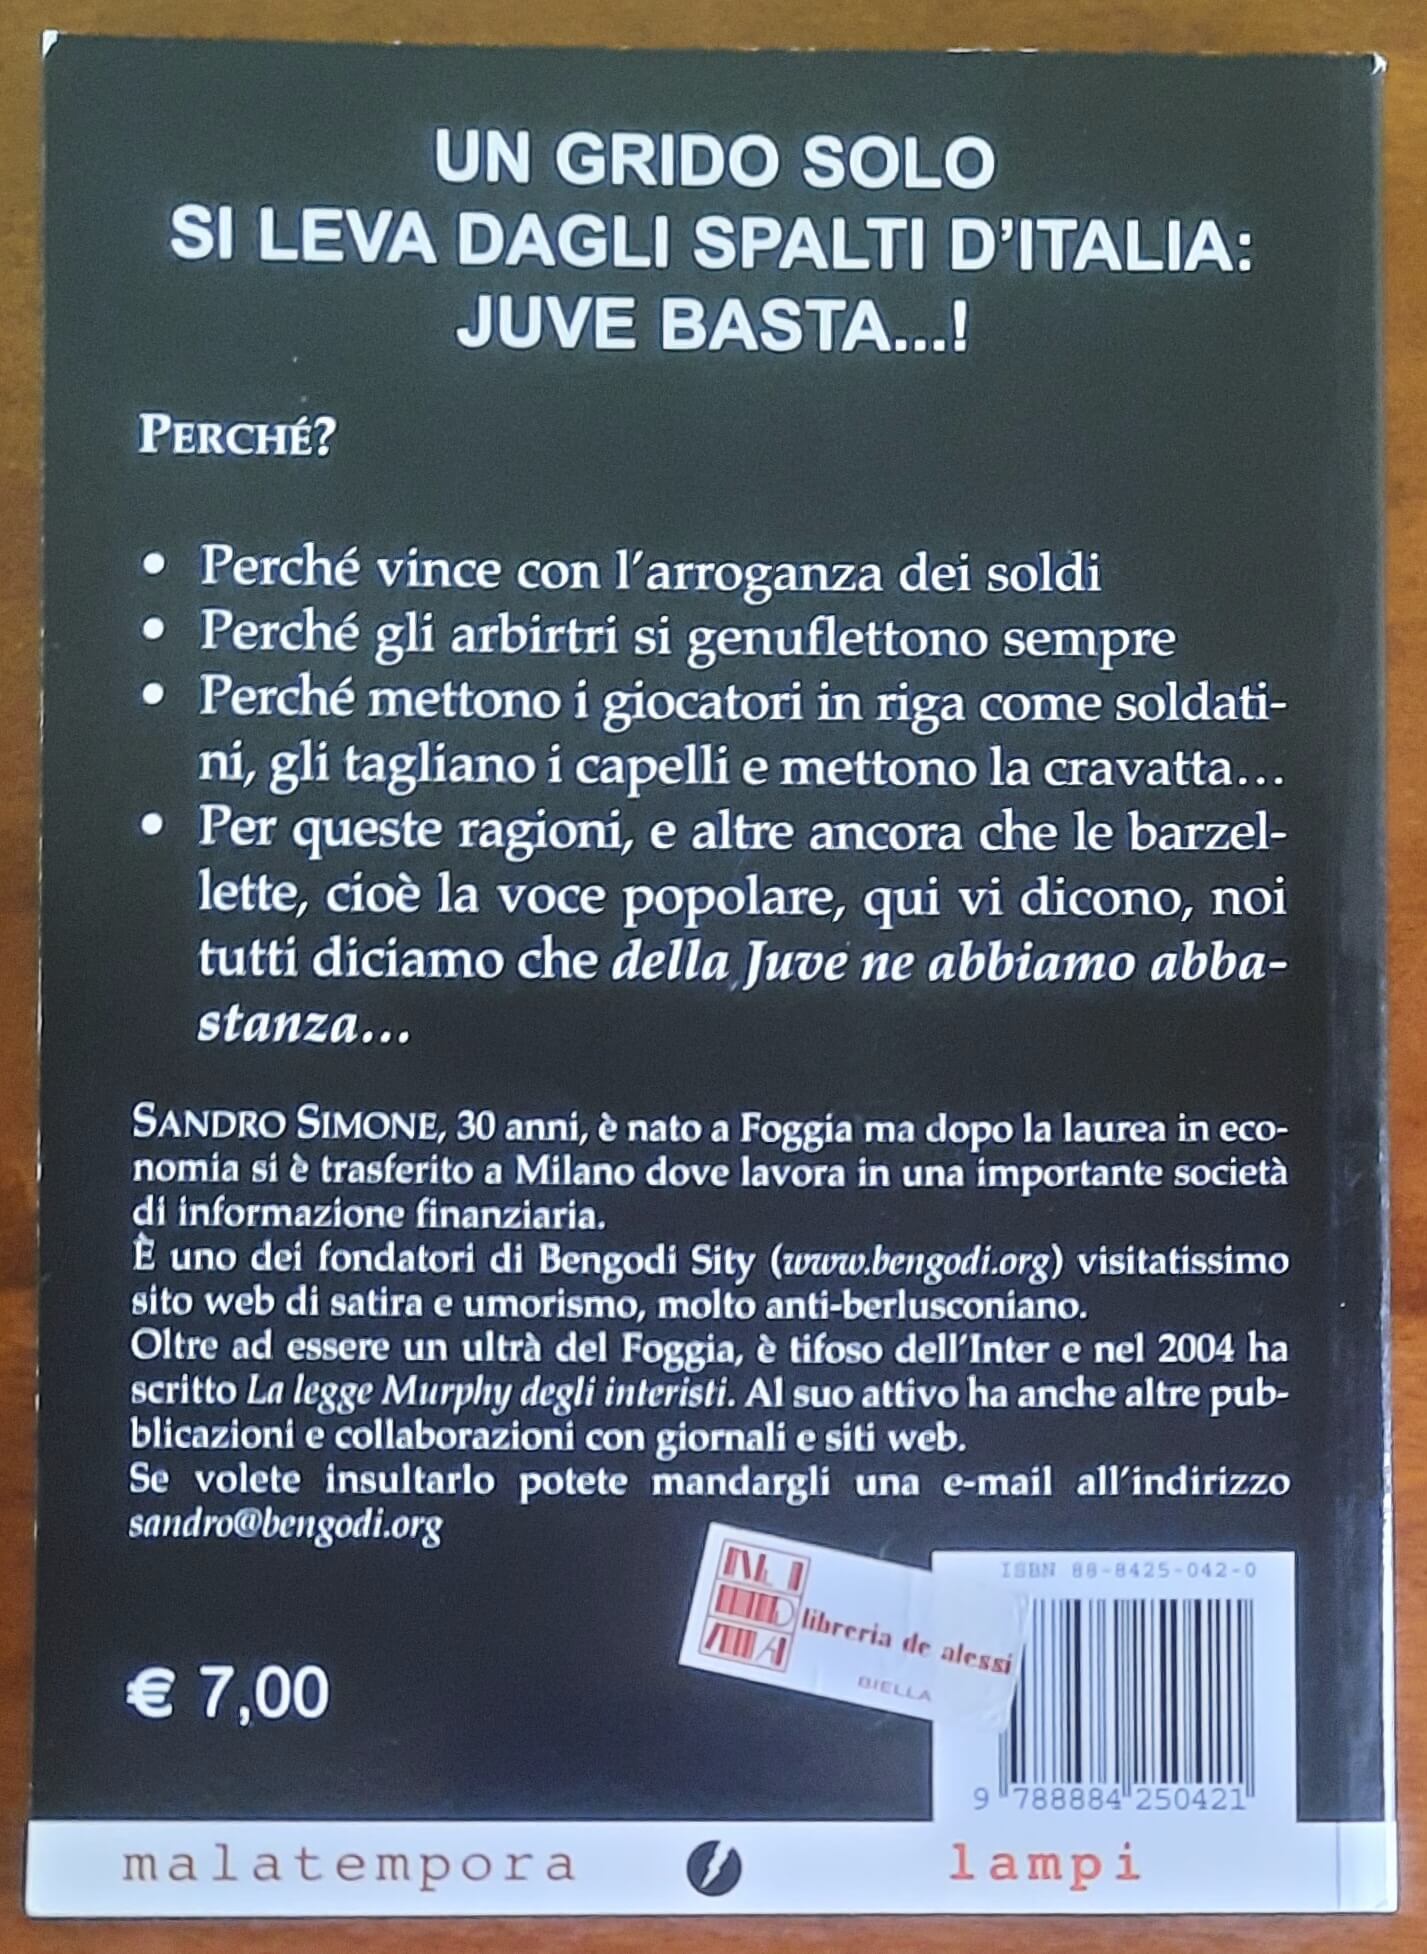 UN GRIDO SOLO
SI LEVA DAGLI SPALTI D'ITALIA:
JUVE BASTA...!
PERCHÉ?
• Perché vince con l'arroganza dei soldi
• Perché gli arbirtri si genuflettono sempre
• Perché mettono i giocatori in riga come soldati-
ni, gli tagliano i capelli e mettono la cravatta...
• Per queste ragioni, e altre ancora che le barzel-
lette, cioè la voce popolare, qui vi dicono, noi
tutti diciamo che della Juve ne abbiamo abba-
stanza...
SANDRO SIMONE, 30 anni, è nato a Foggia ma dopo la laurea in eco-
nomia si è trasferito a Milano dove lavora in una importante società
di informazione finanziaria.
È uno dei fondatori di Bengodi Sity (www.bengodi.org) visitatissimo
sito web di satira e umorismo, molto anti-berlusconiano.
Oltre ad essere un ultrà del Foggia, è tifoso dell'Inter e nel 2004 ha
scritto La legge Murphy degli interisti. Al suo attivo ha anche altre pub-
blicazioni e collaborazioni con giornali e siti web.
Se volete insultarlo potete mandargli una e-mail all'indirizzo
sandro@bengodi.org
ISBN 88-8425-042-0
libreria de alessi
BIELLA
€ 7,00
9 788884 250421
malatempora
lampi